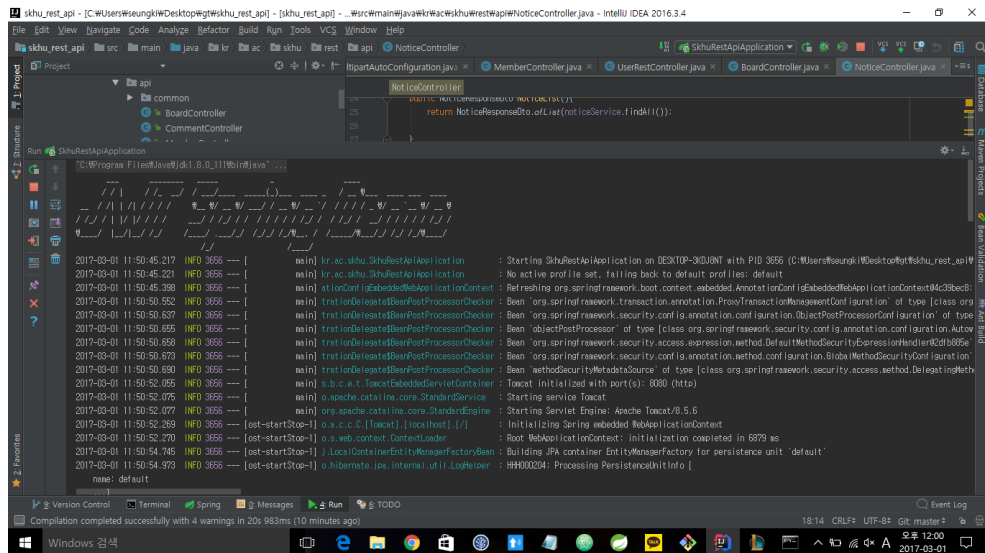 skhu_rest_api - [C:\Users\seungki\Desktop\gt\skhu_rest_api] - [skhu_rest_api] - ...\src\main\java\kr\ac\skhu\rest\api\NoticeController.java - IntelliJ IDEA 2016.3.4
File Edit View Navigate Code Analyze Refactor Build Run Tools VCS Window Help
skhu_rest_api src main java kr ac skhu rest api NoticeController SkhuRestApiApplication
Project ltipartAutoConfiguration.java MemberController.java UserRestController BoardController.java NoticeController.java
api NoticeController
common
BoardController 25 return NoticeResponseDto.ofList(noticeService.findAll());
CommentController 26
27 }
Run SkhuRestApiApplication
"C:\Program Files\Java\jdk1.8.0_111\bin\java" ...
2017-03-01 11:50:45.217 INFO 3656 --- [ main] kr.ac.skhu.SkhuRestApiApplication : Starting SkhuRestApiApplication on DESKTOP-3KDJ8NT with PID 3656 (C:\Users\seungki\Desktop\gt\skhu_rest_api\
2017-03-01 11:50:45.221 INFO 3656 --- [ main] kr.ac.skhu.SkhuRestApiApplication : No active profile set, falling back to default profiles: default
2017-03-01 11:50:45.398 INFO 3656 --- [ main] ationConfigEmbeddedWebApplicationContext : Refreshing org.springframework.boot.context.embedded.AnnotationConfigEmbeddedWebApplicationContext@4c39bec8:
2017-03-01 11:50:50.552 INFO 3656 --- [ main] trationDelegate$BeanPostProcessorChecker : Bean 'org.springframework.transaction.annotation.ProxyTransactionManagementConfiguration' of type [class org
2017-03-01 11:50:50.637 INFO 3656 --- [ main] trationDelegate$BeanPostProcessorChecker : Bean 'org.springframework.security.config.annotation.configuration.ObjectPostProcessorConfiguration' of type
2017-03-01 11:50:50.655 INFO 3656 --- [ main] trationDelegate$BeanPostProcessorChecker : Bean 'objectPostProcessor' of type [class org.springframework.security.config.annotation.configuration.Autow
2017-03-01 11:50:50.658 INFO 3656 --- [ main] trationDelegate$BeanPostProcessorChecker : Bean 'org.springframework.security.access.expression.method.DefaultMethodSecurityExpressionHandler@2dfb885e'
2017-03-01 11:50:50.673 INFO 3656 --- [ main] trationDelegate$BeanPostProcessorChecker : Bean 'org.springframework.security.config.annotation.method.configuration.GlobalMethodSecurityConfiguration'
2017-03-01 11:50:50.690 INFO 3656 --- [ main] trationDelegate$BeanPostProcessorChecker : Bean 'methodSecurityMetadataSource' of type [class org.springframework.security.access.method.DelegatingMeth
2017-03-01 11:50:52.055 INFO 3656 --- [ main] s.b.c.e.t.TomcatEmbeddedServletContainer : Tomcat initialized with port(s): 8080 (http)
2017-03-01 11:50:52.075 INFO 3656 --- [ main] o.apache.catalina.core.StandardService : Starting service Tomcat
2017-03-01 11:50:52.077 INFO 3656 --- [ main] org.apache.catalina.core.StandardEngine : Starting Servlet Engine: Apache Tomcat/8.5.6
2017-03-01 11:50:52.269 INFO 3656 --- [ost-startStop-1] o.a.c.c.C.[Tomcat].[localhost].[/] : Initializing Spring embedded WebApplicationContext
2017-03-01 11:50:52.270 INFO 3656 --- [ost-startStop-1] o.s.web.context.ContextLoader : Root WebApplicationContext: initialization completed in 6879 ms
2017-03-01 11:50:54.745 INFO 3656 --- [ost-startStop-1] j.LocalContainerEntityManagerFactoryBean : Building JPA container EntityManagerFactory for persistence unit 'default'
2017-03-01 11:50:54.973 INFO 3656 --- [ost-startStop-1] o.hibernate.jpa.internal.util.LogHelper : HHH000204: Processing PersistenceUnitInfo [
name: default
...]
1: Project
Structure
2: Favorites
Database
Maven Projects
Bean Validation
Ant Build
9: Version Control Terminal Spring 0: Messages 4: Run 6: TODO Event Log
Compilation completed successfully with 4 warnings in 20s 983ms (10 minutes ago) 18:14 CRLF÷ UTF-8÷ Git: master÷
Windows 검색 A 오후 12:00
2017-03-01